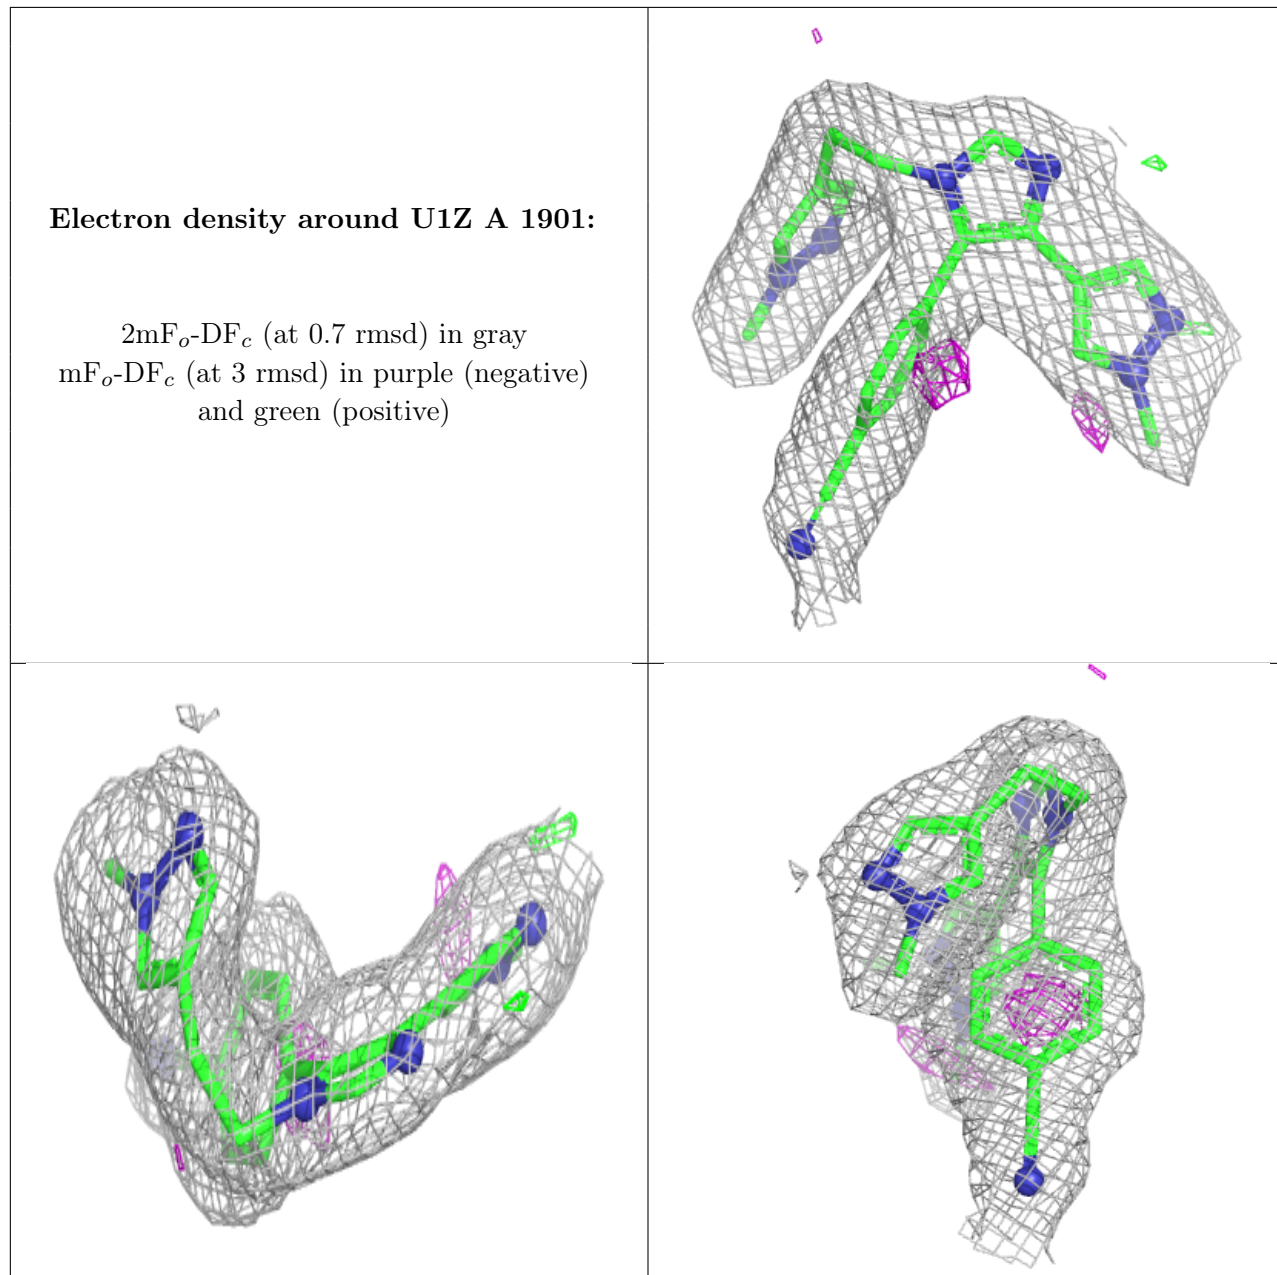 Electron density around U1Z A 1901:
2mFo-DFc (at 0.7 rmsd) in gray
mFo-DFc (at 3 rmsd) in purple (negative)
and green (positive)